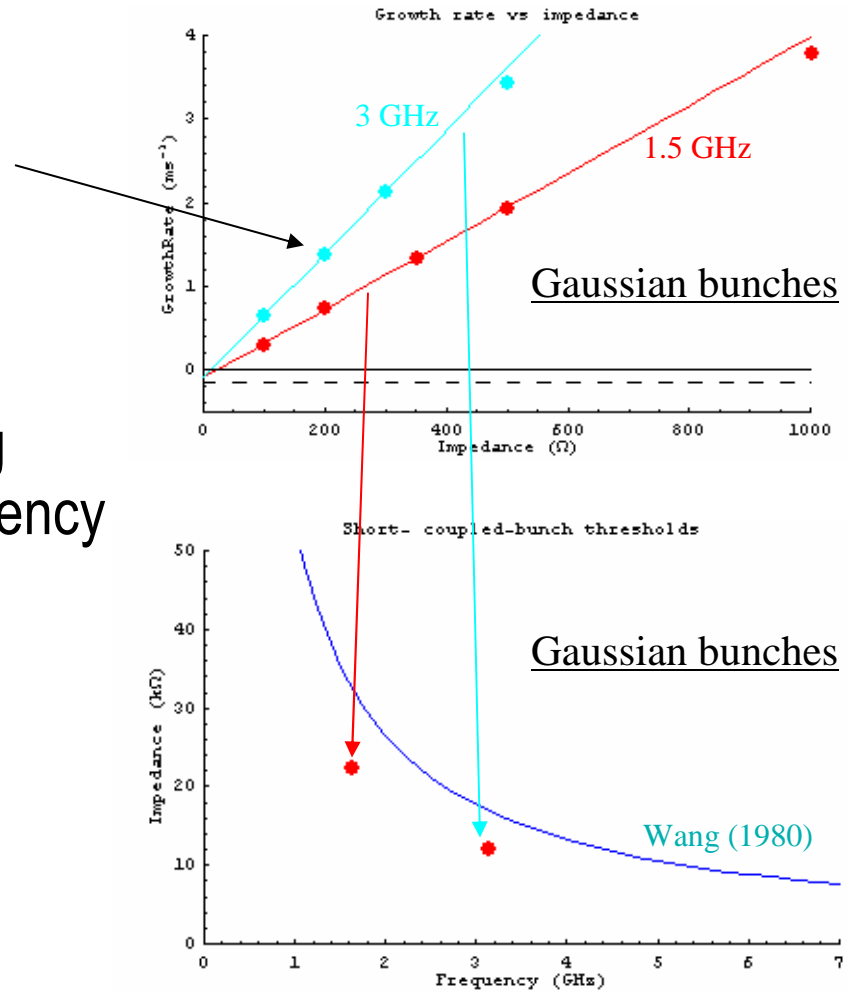 Growth rate vs impedance
4
3
2
1
0
GrowthRate (ms⁻¹)
3 GHz
1.5 GHz
Gaussian bunches
0 200 400 600 800 1000
Impedance (Ω)
g
ency
Short- coupled-bunch thresholds
50
40
30
20
10
0
Impedance (kΩ)
Gaussian bunches
Wang (1980)
0 1 2 3 4 5 6 7
Frequency (GHz)